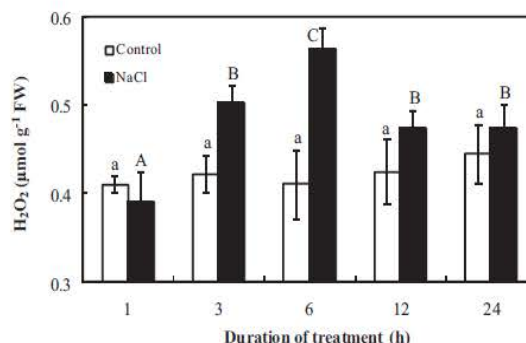 0.6
Control
NaCl
C
B
B
B
0.5
a
a
a
a
a
A
0.4
0.3
H₂O₂ (μmol g⁻¹ FW)
1
3
6
12
24
Duration of treatment (h)